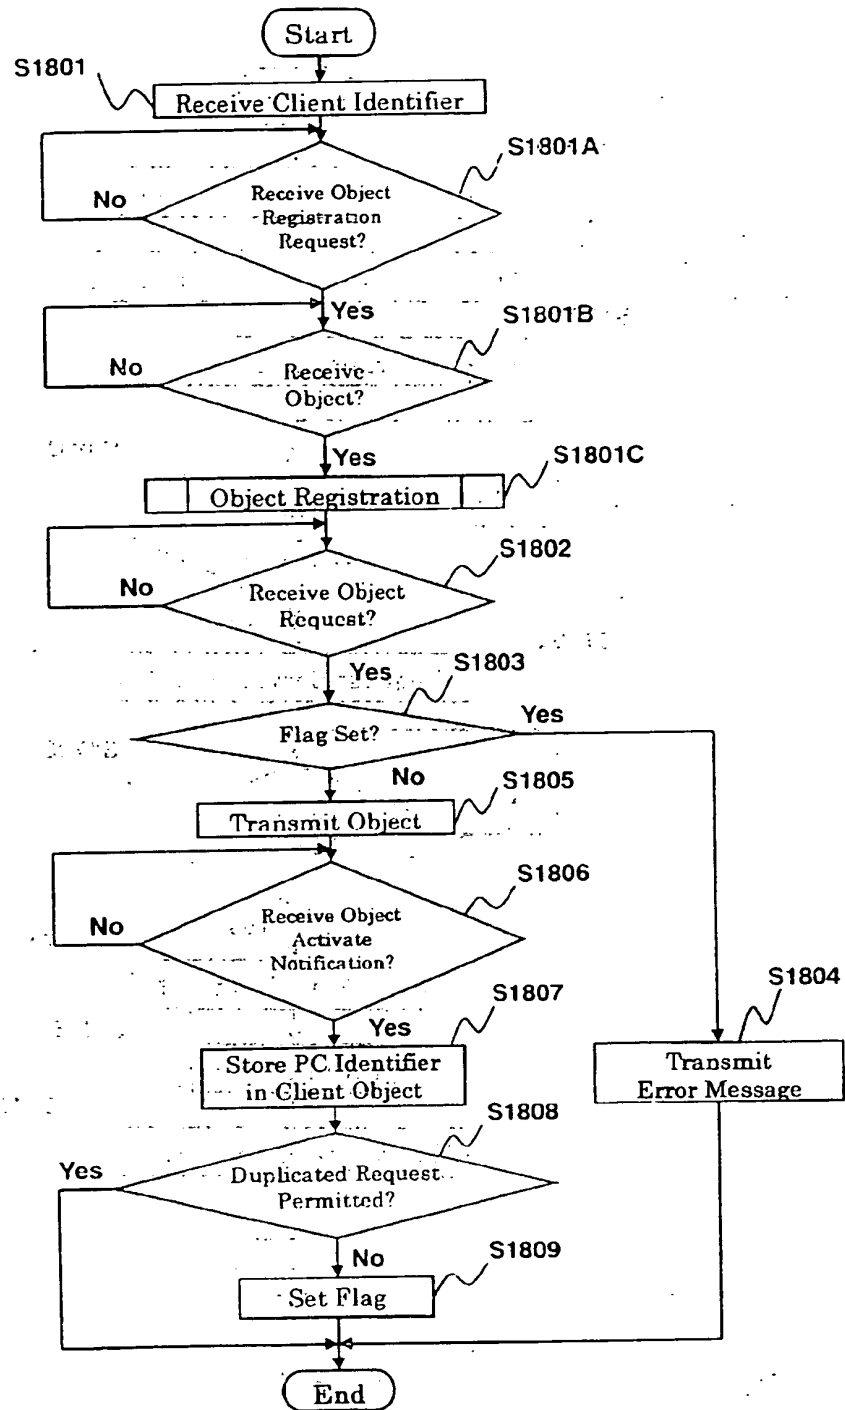 Start
S1801
Receive Client Identifier
S1801A
No
Receive Object
Registration
Request?
Yes
S1801B
No
Receive
Object?
Yes
S1801C
Object Registration
S1802
No
Receive Object
Request?
Yes
S1803
Flag Set?
Yes
No
S1805
Transmit Object
S1806
No
Receive Object
Activate
Notification?
S1807
Yes
S1804
Store PC Identifier
in Client Object
Transmit
Error Message
S1808
Yes
Duplicated Request
Permitted?
No
S1809
Set Flag
End